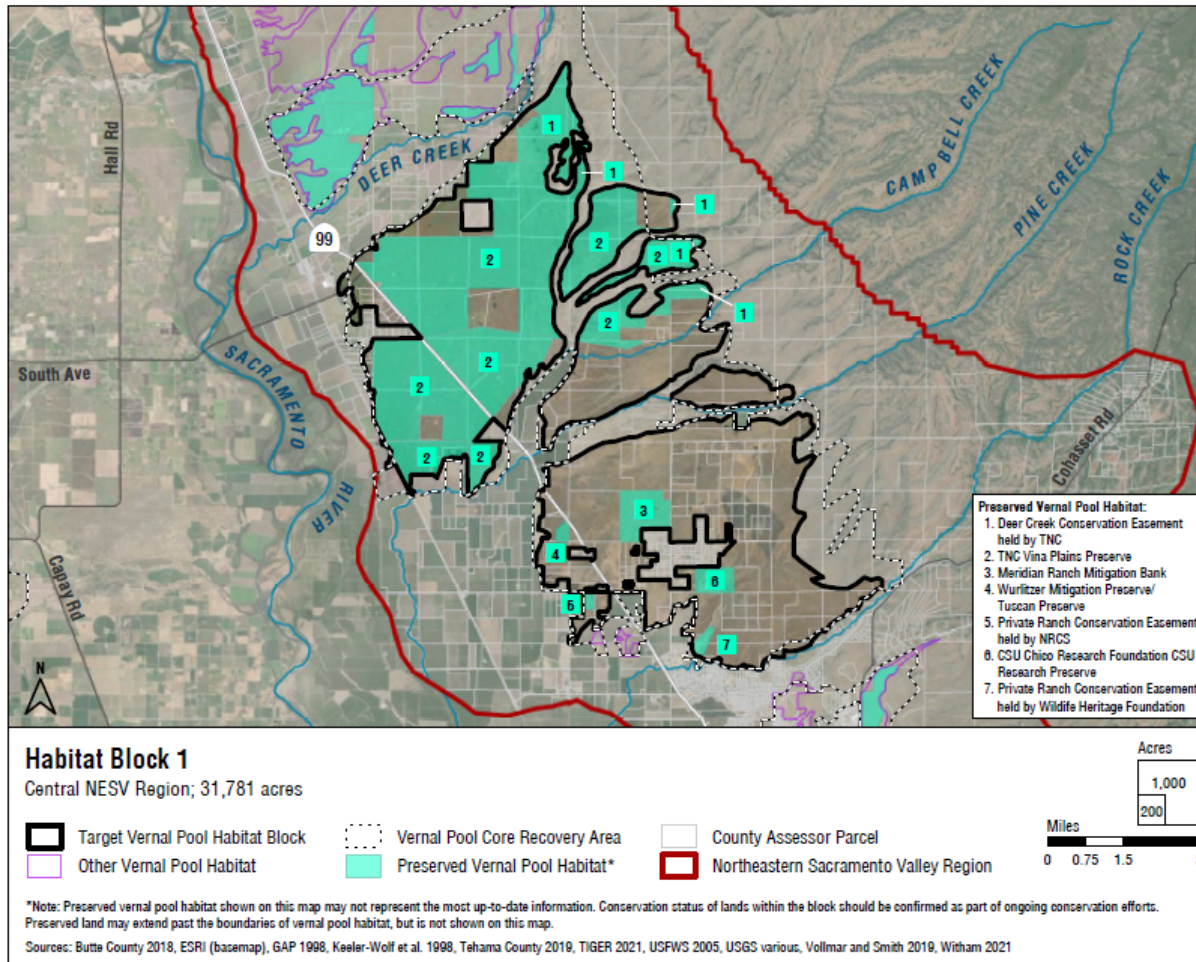 Hall Rd
DEER CREEK
CAMPBELL CREEK
PINE CREEK
ROCK CREEK
99
1
1
1
2
2
1
2
1
2
South Ave
SACRAMENTO
RIVER
2
2
2
2
Cohasset Rd
Capay Rd
3
4
5
6
7
N
Preserved Vernal Pool Habitat:
1. Deer Creek Conservation Easement
held by TNC
2. TNC Vina Plains Preserve
3. Meridian Ranch Mitigation Bank
4. Wurlitzer Mitigation Preserve/
Tuscan Preserve
5. Private Ranch Conservation Easement
held by NRCS
6. CSU Chico Research Foundation CSU
Research Preserve
7. Private Ranch Conservation Easement
held by Wildlife Heritage Foundation
Habitat Block 1
Central NESV Region; 31,781 acres
Target Vernal Pool Habitat Block
Vernal Pool Core Recovery Area
County Assessor Parcel
Other Vernal Pool Habitat
Preserved Vernal Pool Habitat*
Northeastern Sacramento Valley Region
Acres
1,000
200
Miles
0 0.75 1.5
*Note: Preserved vernal pool habitat shown on this map may not represent the most up-to-date information. Conservation status of lands within the block should be confirmed as part of ongoing conservation efforts.
Preserved land may extend past the boundaries of vernal pool habitat, but is not shown on this map.
Sources: Butte County 2018, ESRI (basemap), GAP 1998, Keeler-Wolf et al. 1998, Tehama County 2019, TIGER 2021, USFWS 2005, USGS various, Vollmar and Smith 2019, Witham 2021